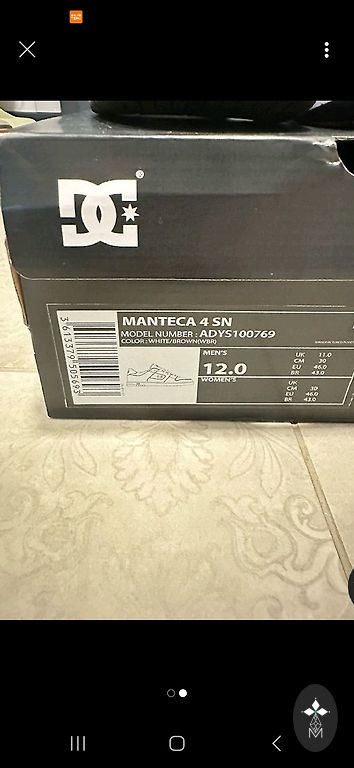 DC
®
MANTECA 4 SN
MODEL NUMBER : ADYS100769
COLOR : WHITE/BROWN(WBR)
3613379505693
MEN'S
12.0
UK 11.0
CM 30
EU 46.0
BR 43.0
WOMEN'S
UK
CM 30
EU 46.0
BR 43.0
M